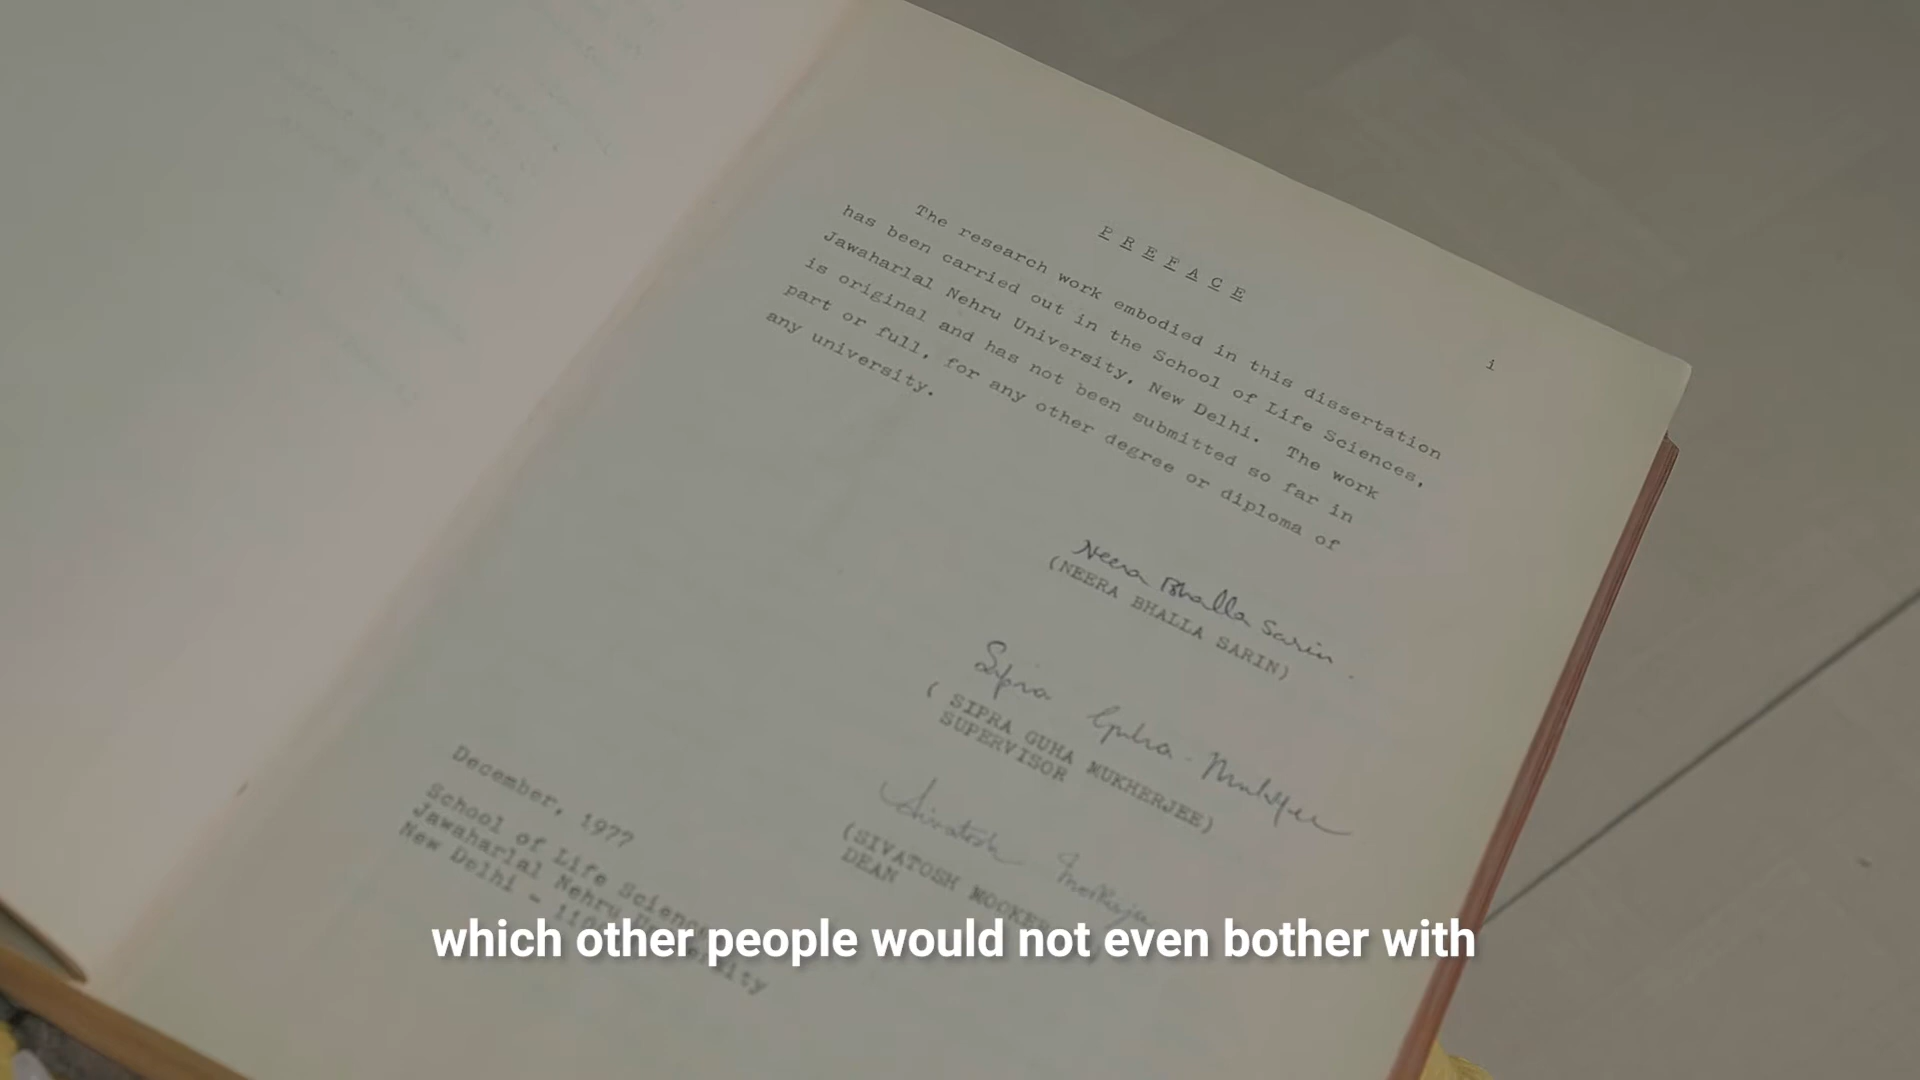 i
P R E F A C E
The research work embodied in this dissertation
has been carried out in the School of Life Sciences,
Jawaharlal Nehru University, New Delhi. The work
is original and has not been submitted so far in
part or full, for any other degree or diploma of
any university.
Neera Bhalla Sarin
(NEERA BHALLA SARIN)
Sipra Guha-Mukherjee
( SIPRA GUHA MUKHERJEE)
SUPERVISOR
Sivatosh Mookerjee
(SIVATOSH
DEAN
December, 1977
School of Life Sciences
Jawaharlal Nehru University
New Delhi -
which other people would not even bother with